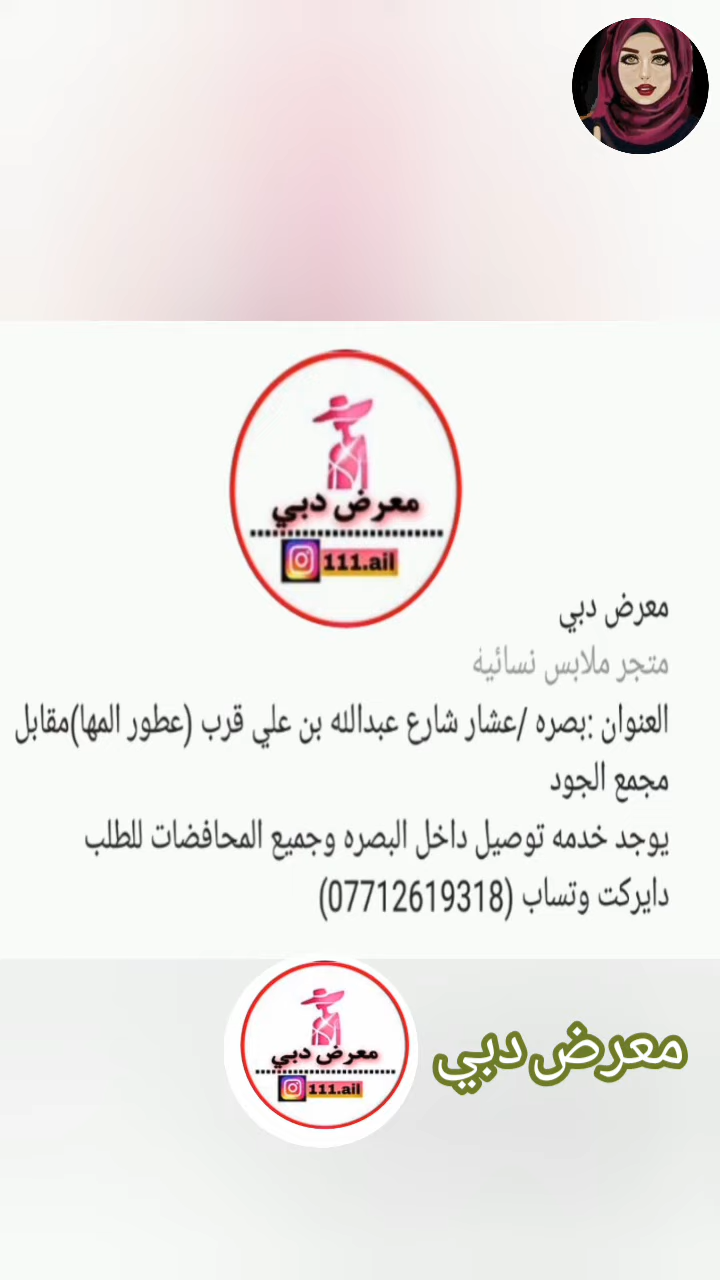 معرض دبي
111.ail
معرض دبي
متجر ملابس نسائية
العنوان :بصره /عشار شارع عبدالله بن علي قرب (عطور المها)مقابل
مجمع الجود
يوجد خدمه توصيل داخل البصره وجميع المحافضات للطلب
دايركت وتساب (07712619318)
معرض دبي
معرض دبي
111.ail